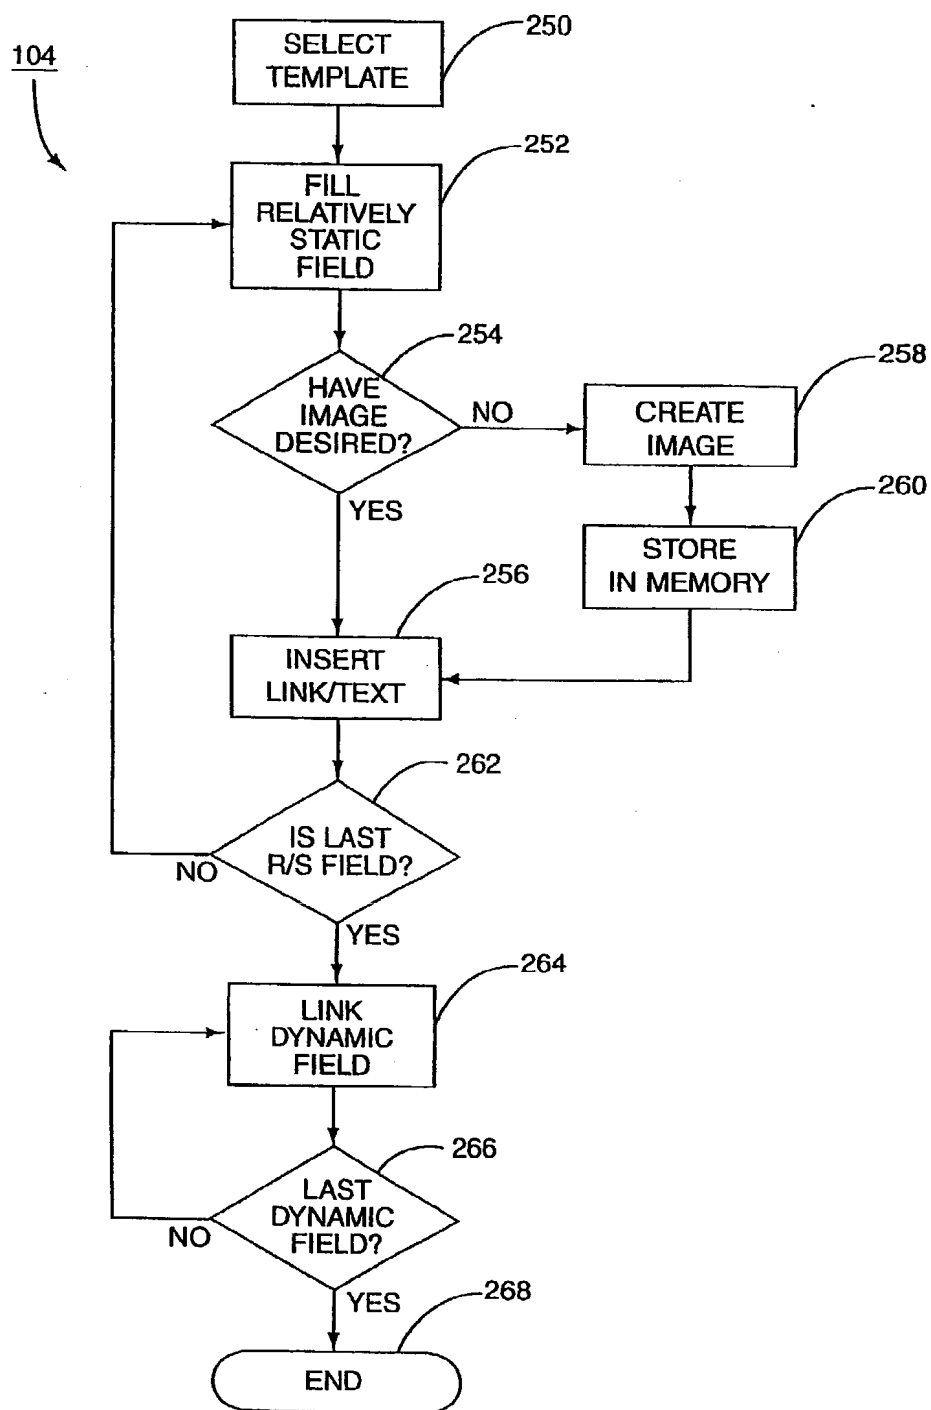 104
SELECT
TEMPLATE
250
FILL
RELATIVELY
STATIC
FIELD
252
HAVE
IMAGE
DESIRED?
254
NO
YES
CREATE
IMAGE
258
STORE
IN MEMORY
260
INSERT
LINK/TEXT
256
IS LAST
R/S FIELD?
262
NO
YES
LINK
DYNAMIC
FIELD
264
LAST
DYNAMIC
FIELD?
266
NO
YES
END
268